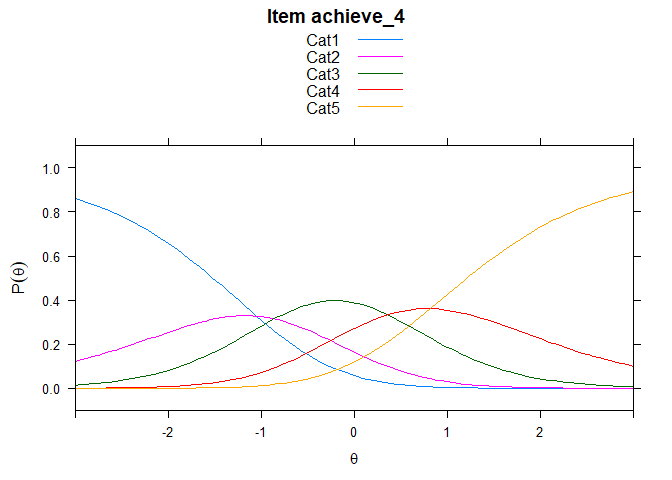 Item achieve_4
Cat1
Cat2
Cat3
Cat4
Cat5
1.0
0.8
0.6
0.4
0.2
0.0
P(θ)
-2 -1 0 1 2
θ